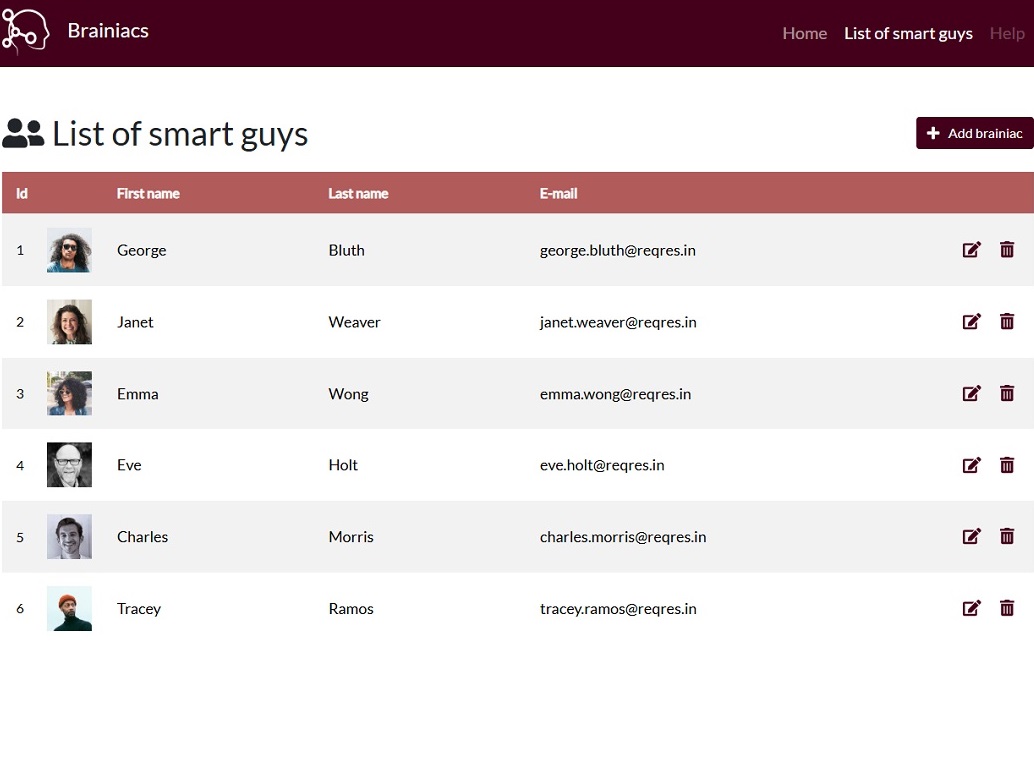 Brainiacs Home List of smart guys Help
List of smart guys Add brainiac
Id First name Last name E-mail
1 George Bluth george.bluth@reqres.in
2 Janet Weaver janet.weaver@reqres.in
3 Emma Wong emma.wong@reqres.in
4 Eve Holt eve.holt@reqres.in
5 Charles Morris charles.morris@reqres.in
6 Tracey Ramos tracey.ramos@reqres.in